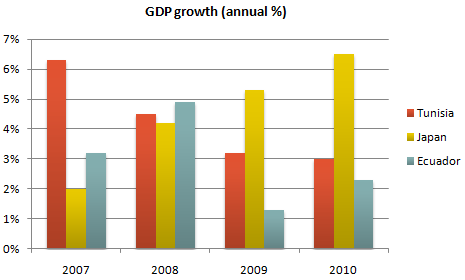 GDP growth (annual %)
7%
6%
5%
4%
3%
2%
1%
0%
2007 2008 2009 2010
Tunisia
Japan
Ecuador